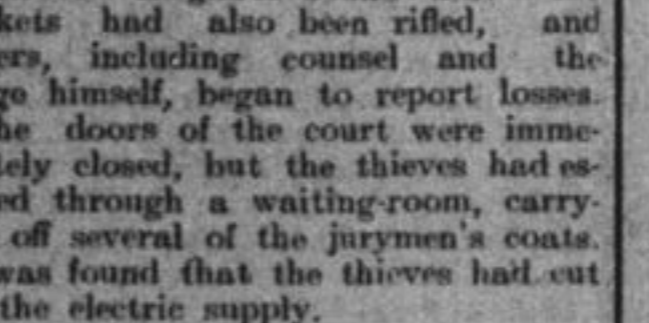 kets had also been rifled, and
ers, including counsel and the
ge himself, began to report losses.
he doors of the court were imme-
tely closed, but the thieves had es-
ed through a waiting-room, carry-
off several of the jurymen's coats.
was found that the thieves had cut
the electric supply.